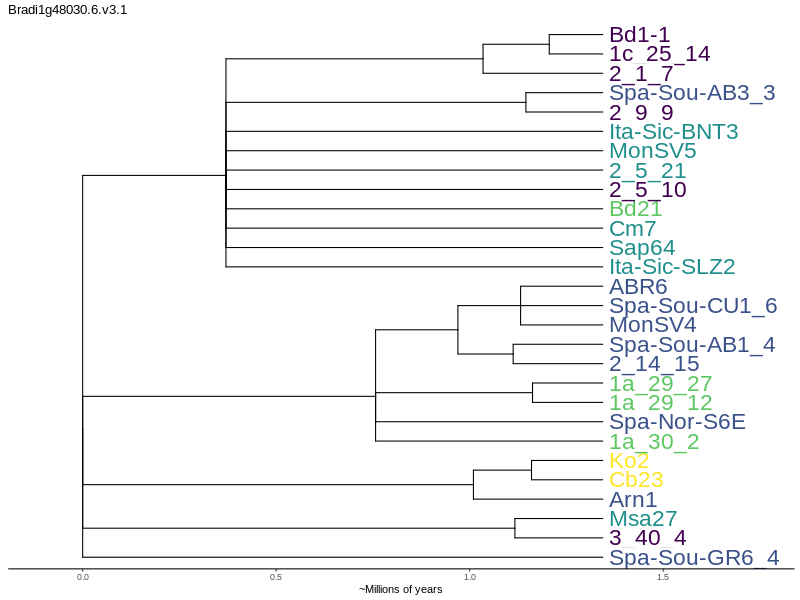 Bradi1g48030.6.v3.1
Bd1-1
1c_25_14
2_1_7
Spa-Sou-AB3_3
2_9_9
Ita-Sic-BNT3
MonSV5
2_5_21
2_5_10
Bd21
Cm7
Sap64
Ita-Sic-SLZ2
ABR6
Spa-Sou-CU1_6
MonSV4
Spa-Sou-AB1_4
2_14_15
1a_29_27
1a_29_12
Spa-Nor-S6E
1a_30_2
Ko2
Cb23
Arn1
Msa27
3_40_4
Spa-Sou-GR6_4
0.0 0.5 1.0 1.5
~Millions of years